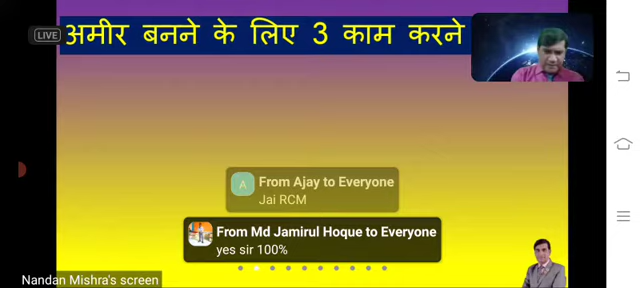 LIVE
अमीर बनने के लिए 3 काम करने
A
From Ajay to Everyone
Jai RCM
From Md Jamirul Hoque to Everyone
yes sir 100%
Nandan Mishra's screen